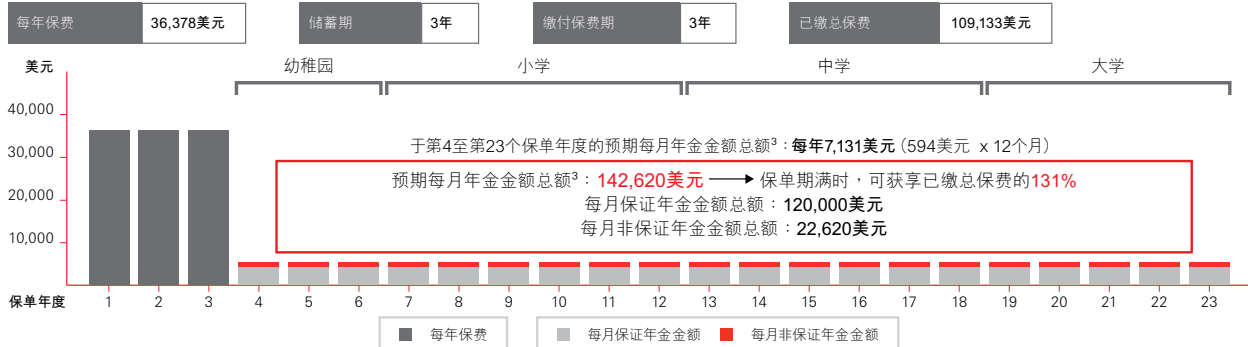 每年保费 36,378美元 储蓄期 3年 缴付保费期 3年 已缴总保费 109,133美元
美元 幼稚园 小学 中学 大学
40,000
于第4至第23个保单年度的预期每月年金金额总额³：每年7,131美元（594美元 x 12个月）
30,000
预期每月年金金额总额³：142,620美元 → 保单期满时，可获享已缴总保费的131%
20,000
每月保证年金金额总额：120,000美元
每月非保证年金金额总额：22,620美元
10,000
保单年度 1 2 3 4 5 6 7 8 9 10 11 12 13 14 15 16 17 18 19 20 21 22 23
每年保费 每月保证年金金额 每月非保证年金金额